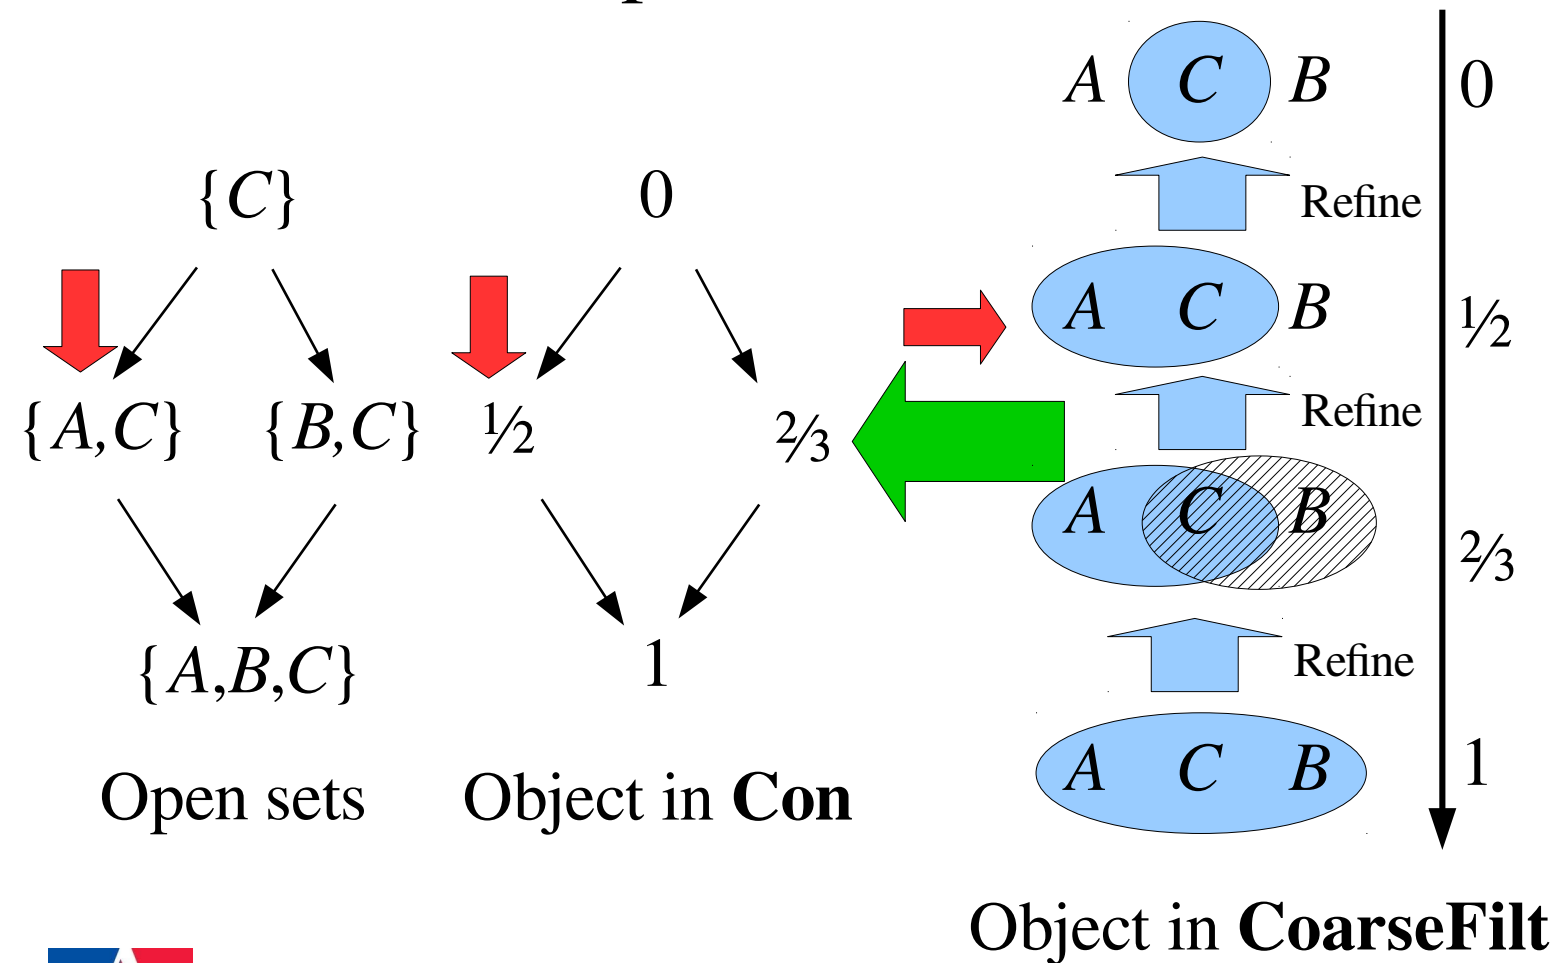 {C}
{A,C} {B,C}
{A,B,C}
Open sets
0
½ ⅔
1
Object in Con
A C B 0
Refine
A C B ½
Refine
A C B ⅔
Refine
A C B 1
Object in CoarseFilt